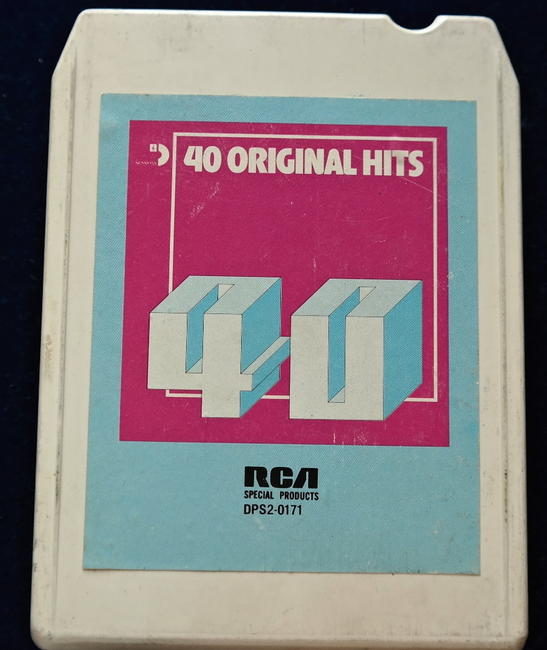 40 ORIGINAL HITS
40
RCA
SPECIAL PRODUCTS
DPS2-0171